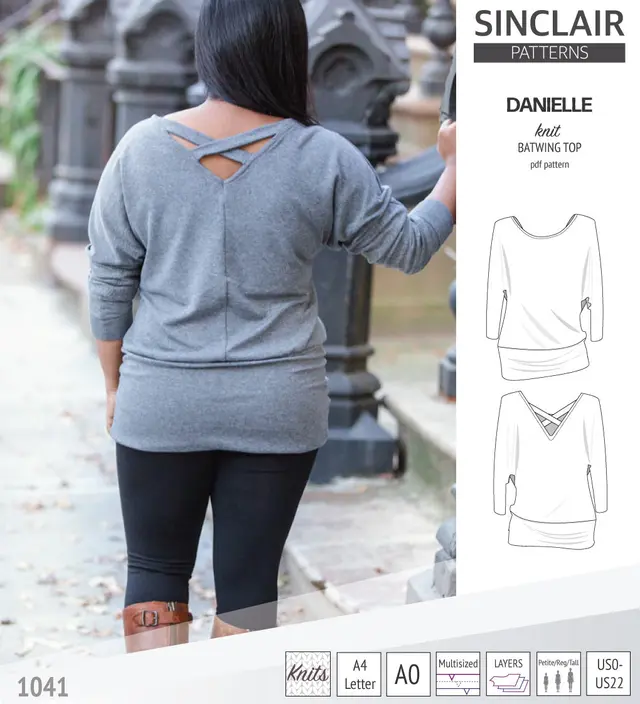 SINCLAIR
PATTERNS
DANIELLE
knit
BATWING TOP
pdf pattern
1041
Knits
A4
Letter
A0
Multisized
LAYERS
Petite/Reg/Tall
US0-
US22